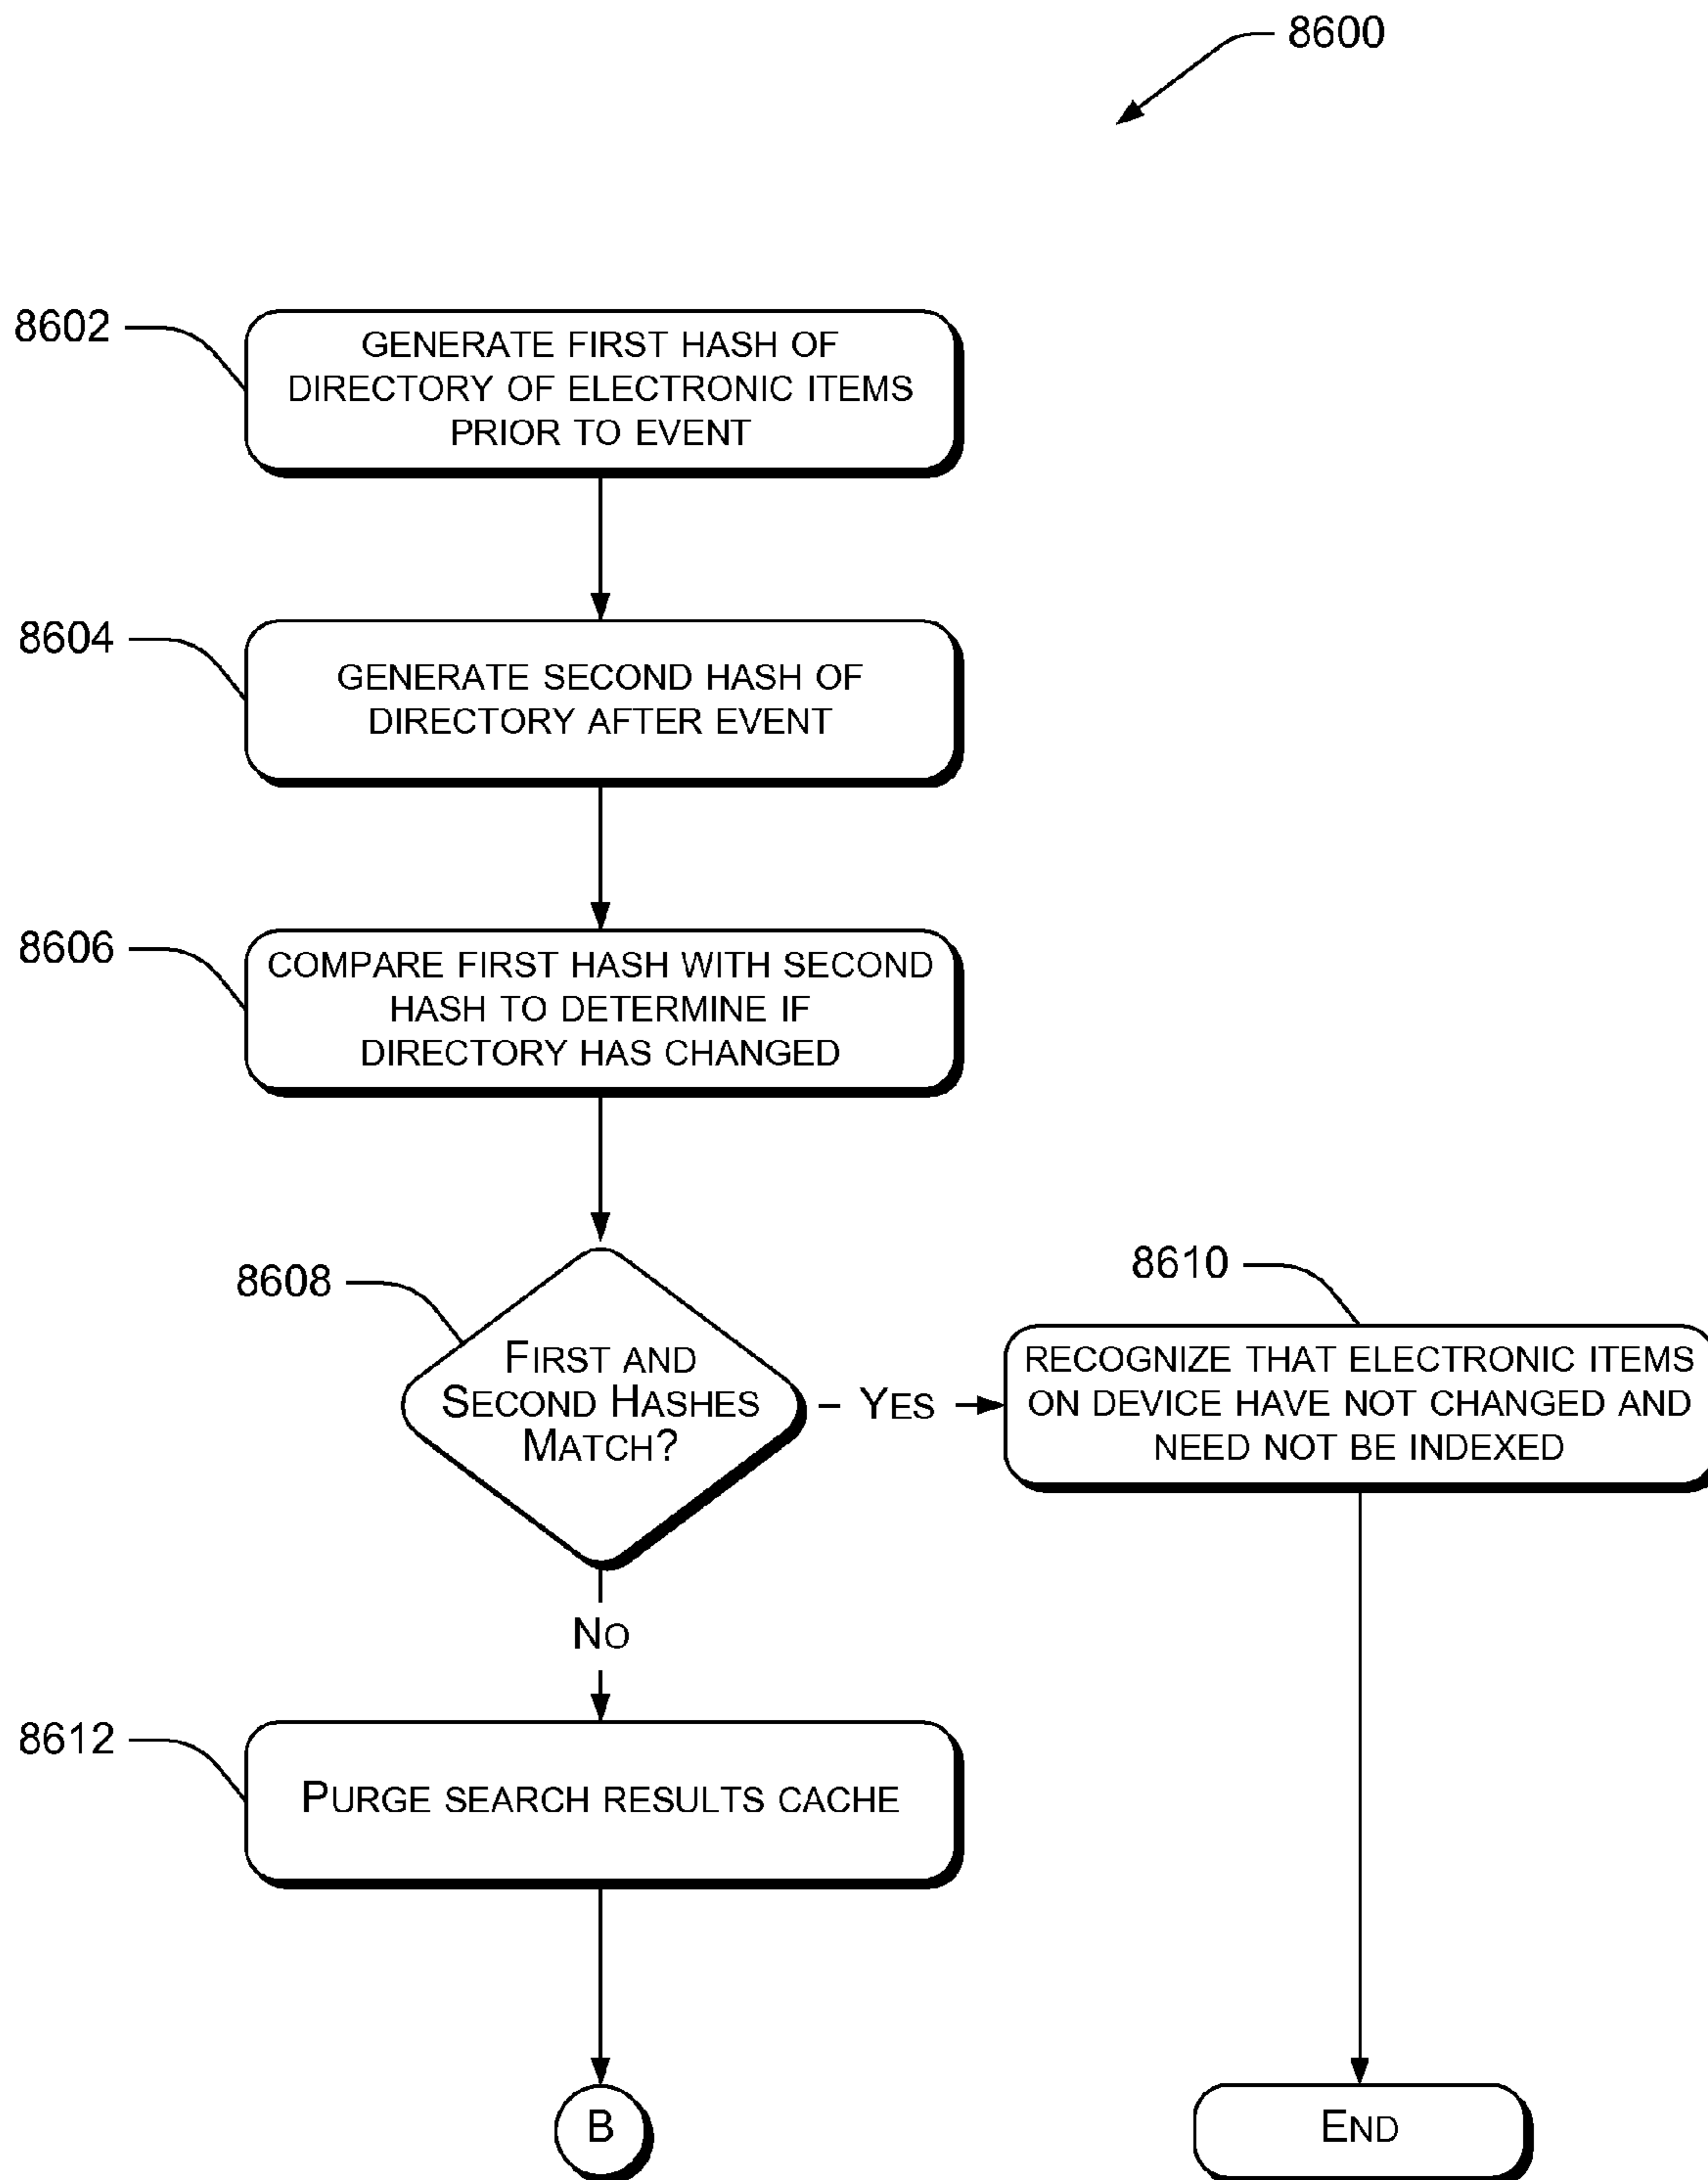 8600
8602
GENERATE FIRST HASH OF
DIRECTORY OF ELECTRONIC ITEMS
PRIOR TO EVENT
8604
GENERATE SECOND HASH OF
DIRECTORY AFTER EVENT
8606
COMPARE FIRST HASH WITH SECOND
HASH TO DETERMINE IF
DIRECTORY HAS CHANGED
8608
FIRST AND
SECOND HASHES
MATCH?
YES
8610
RECOGNIZE THAT ELECTRONIC ITEMS
ON DEVICE HAVE NOT CHANGED AND
NEED NOT BE INDEXED
NO
8612
PURGE SEARCH RESULTS CACHE
B
END